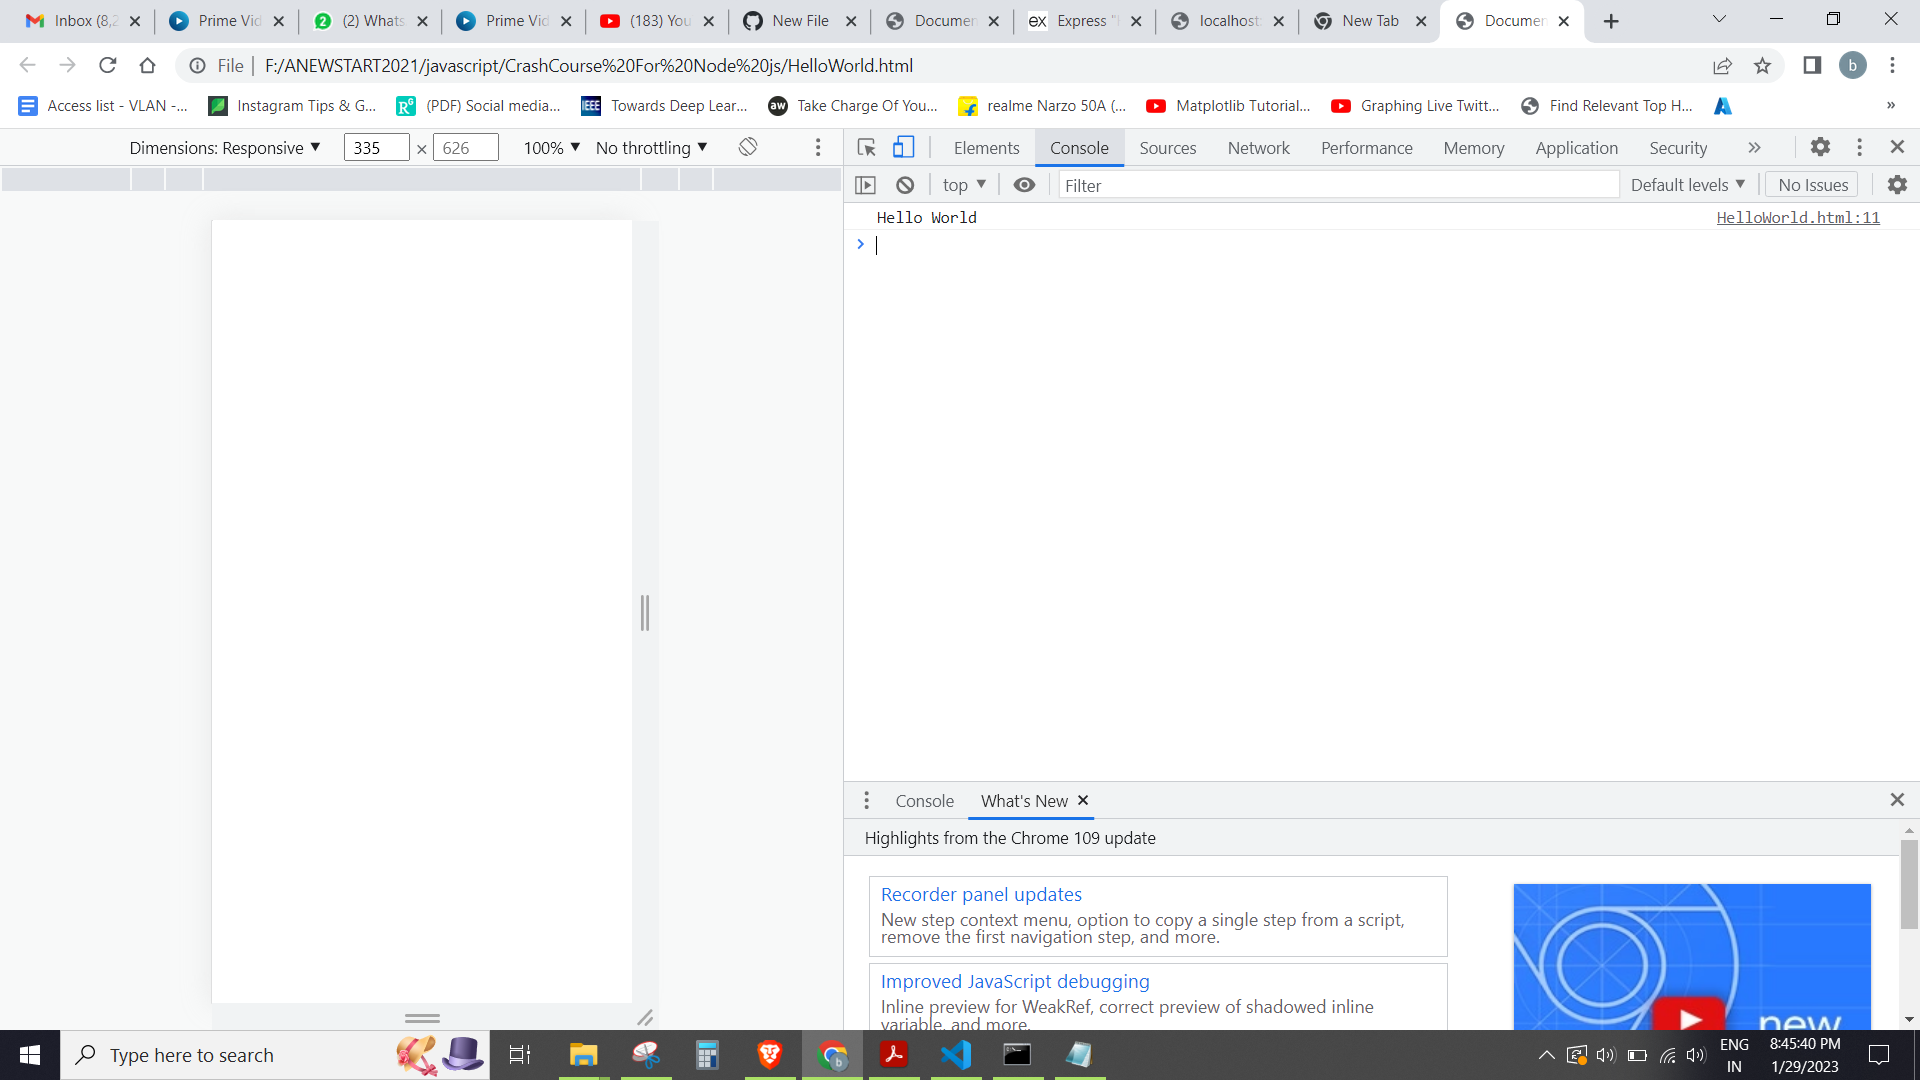 Inbox (8,2
Prime Vid
(2) Whats
Prime Vid
(183) You
New File
Documen
Express "
localhost:
New Tab
Documen
File
F:/ANEWSTART2021/javascript/CrashCourse%20For%20Node%20js/HelloWorld.html
b
Access list - VLAN -...
Instagram Tips & G...
(PDF) Social media...
Towards Deep Lear...
Take Charge Of You...
realme Narzo 50A (...
Matplotlib Tutorial...
Graphing Live Twitt...
Find Relevant Top H...
»
Dimensions: Responsive ▼ 335 × 626 100% ▼ No throttling ▼
Elements Console Sources Network Performance Memory Application Security »
top ▼ Filter Default levels ▼ No Issues
Hello World HelloWorld.html:11
Console What's New
Highlights from the Chrome 109 update
Recorder panel updates
New step context menu, option to copy a single step from a script,
remove the first navigation step, and more.
Improved JavaScript debugging
Inline preview for WeakRef, correct preview of shadowed inline
variable, and more.
new
Type here to search
ENG
IN
8:45:40 PM
1/29/2023